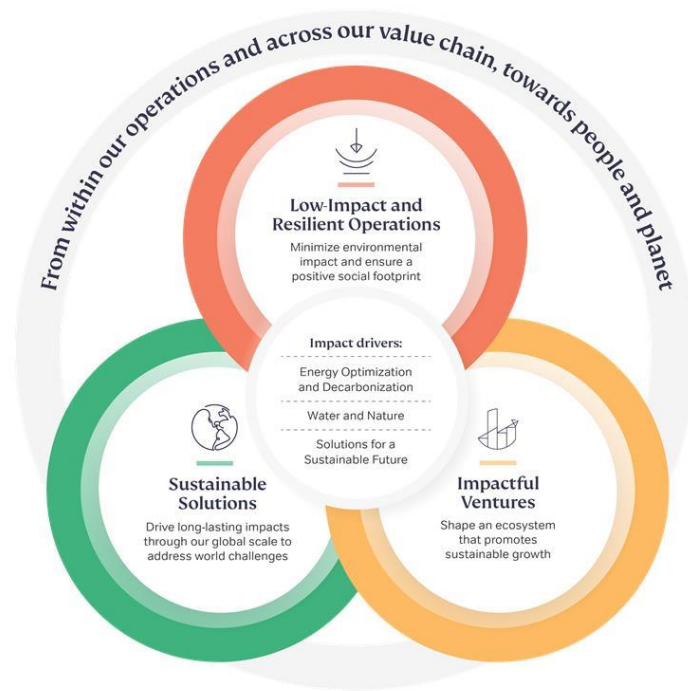 From within our operations and across our value chain, towards people and planet
Low-Impact and
Resilient Operations
Minimize environmental
impact and ensure a
positive social footprint
Impact drivers:
Energy Optimization
and Decarbonization
Water and Nature
Solutions for a
Sustainable Future
Sustainable
Solutions
Drive long-lasting impacts
through our global scale to
address world challenges
Impactful
Ventures
Shape an ecosystem
that promotes
sustainable growth